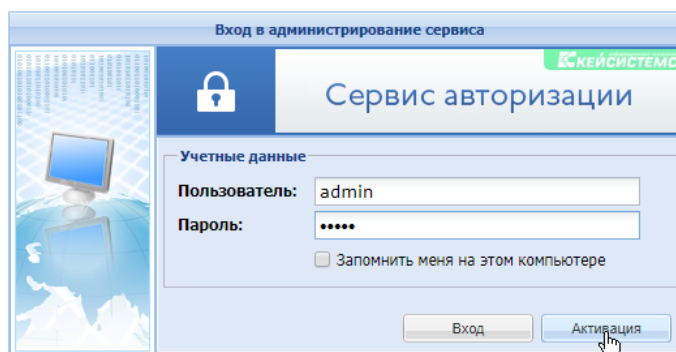 Вход в администрирование сервиса
КЕЙСИСТЕМС
Сервис авторизации
Учетные данные
Пользователь: admin
Пароль: •••••
Запомнить меня на этом компьютере
Вход Активация